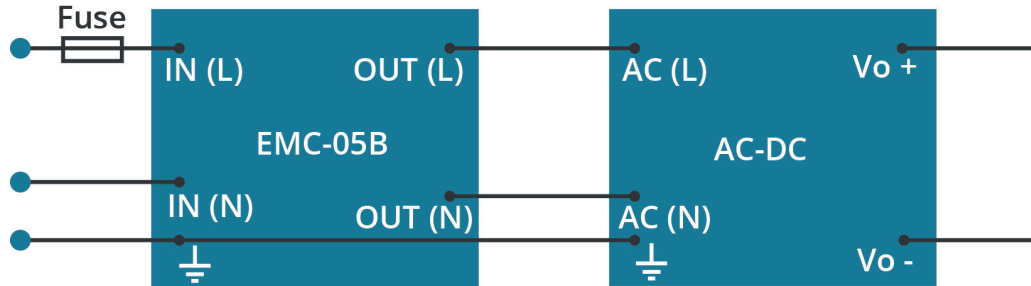 Fuse
IN (L)
OUT (L)
AC (L)
Vo +
EMC-05B
AC-DC
IN (N)
OUT (N)
AC (N)
Vo -